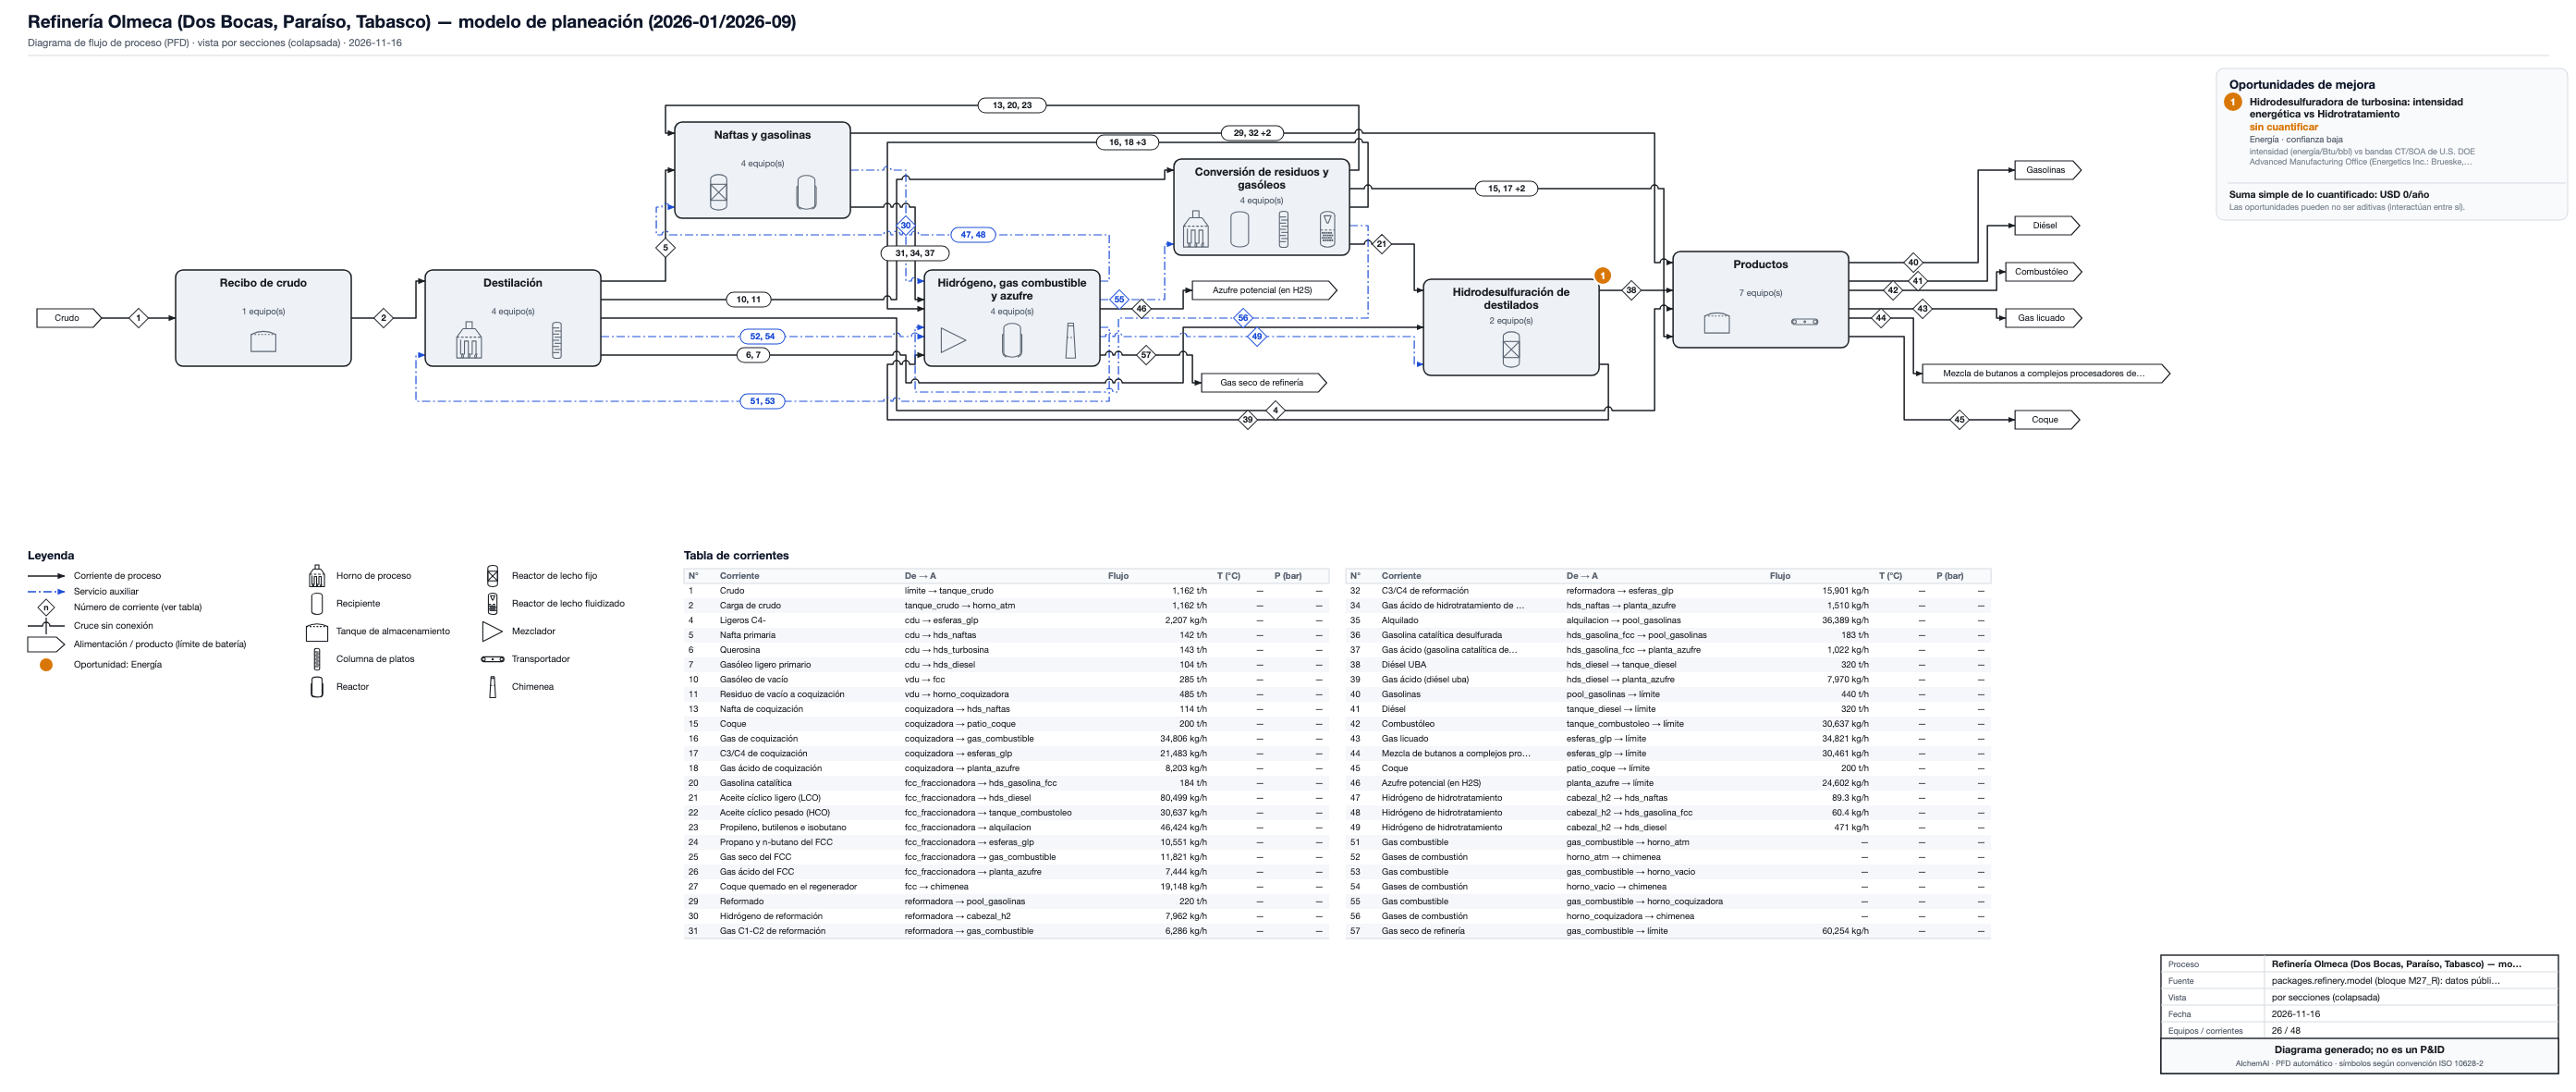 Refinería Olmeca (Dos Bocas, Paraíso, Tabasco) — modelo de planeación (2026-01/2026-09)
Diagrama de flujo de proceso (PFD) · vista por secciones (colapsada) · 2026-11-16
Oportunidades de mejora
1
Hidrodesulfuradora de turbosina: intensidad
energética vs Hidrotratamiento
sin cuantificar
Energía · confianza baja
intensidad (energía/Btu/bbl) vs bandas CT/SOA de U.S. DOE
Advanced Manufacturing Office (Energetics Inc.: Brueske,...
Suma simple de lo cuantificado: USD 0/año
Las oportunidades pueden no ser aditivas (interactúan entre sí).
13, 20, 23
29, 32 +2
16, 18 +3
Naftas y gasolinas
4 equipo(s)
Conversión de residuos y
gasóleos
4 equipo(s)
15, 17 +2
Gasolinas
Diésel
30
47, 48
5
31, 34, 37
21
Recibo de crudo
1 equipo(s)
Destilación
4 equipo(s)
Hidrógeno, gas combustible
y azufre
4 equipo(s)
Hidrodesulfuración de
destilados
2 equipo(s)
1
38
Productos
7 equipo(s)
40
41
42
Combustóleo
43
44
Gas licuado
Crudo
1
2
10, 11
55
46
Azufre potencial (en H2S)
56
52, 54
49
6, 7
57
Gas seco de refinería
Mezcla de butanos a complejos procesadores de...
51, 53
4
39
45
Coque
Leyenda
Corriente de proceso
Servicio auxiliar
n
Número de corriente (ver tabla)
Cruce sin conexión
Alimentación / producto (límite de batería)
Oportunidad: Energía
Horno de proceso
Recipiente
Tanque de almacenamiento
Columna de platos
Reactor
Reactor de lecho fijo
Reactor de lecho fluidizado
Mezclador
Transportador
Chimenea
Tabla de corrientes
N° Corriente De → A Flujo T (°C) P (bar)
1 Crudo límite → tanque_crudo 1,162 t/h — —
2 Carga de crudo tanque_crudo → horno_atm 1,162 t/h — —
4 Ligeros C4- cdu → esferas_glp 2,207 kg/h — —
5 Nafta primaria cdu → hds_naftas 142 t/h — —
6 Querosina cdu → hds_turbosina 143 t/h — —
7 Gasóleo ligero primario cdu → hds_diesel 104 t/h — —
10 Gasóleo de vacío vdu → fcc 285 t/h — —
11 Residuo de vacío a coquización vdu → horno_coquizadora 485 t/h — —
13 Nafta de coquización coquizadora → hds_naftas 114 t/h — —
15 Coque coquizadora → patio_coque 200 t/h — —
16 Gas de coquización coquizadora → gas_combustible 34,806 kg/h — —
17 C3/C4 de coquización coquizadora → esferas_glp 21,483 kg/h — —
18 Gas ácido de coquización coquizadora → planta_azufre 8,203 kg/h — —
20 Gasolina catalítica fcc_fraccionadora → hds_gasolina_fcc 184 t/h — —
21 Aceite cíclico ligero (LCO) fcc_fraccionadora → hds_diesel 80,499 kg/h — —
22 Aceite cíclico pesado (HCO) fcc_fraccionadora → tanque_combustoleo 30,637 kg/h — —
23 Propileno, butilenos e isobutano fcc_fraccionadora → alquilacion 46,424 kg/h — —
24 Propano y n-butano del FCC fcc_fraccionadora → esferas_glp 10,551 kg/h — —
25 Gas seco del FCC fcc_fraccionadora → gas_combustible 11,821 kg/h — —
26 Gas ácido del FCC fcc_fraccionadora → planta_azufre 7,444 kg/h — —
27 Coque quemado en el regenerador fcc → chimenea 19,148 kg/h — —
29 Reformado reformadora → pool_gasolinas 220 t/h — —
30 Hidrógeno de reformación reformadora → cabezal_h2 7,962 kg/h — —
31 Gas C1-C2 de reformación reformadora → gas_combustible 6,286 kg/h — —
N° Corriente De → A Flujo T (°C) P (bar)
32 C3/C4 de reformación reformadora → esferas_glp 15,901 kg/h — —
34 Gas ácido de hidrotratamiento de ... hds_naftas → planta_azufre 1,510 kg/h — —
35 Alquilado alquilacion → pool_gasolinas 36,389 kg/h — —
36 Gasolina catalítica desulfurada hds_gasolina_fcc → pool_gasolinas 183 t/h — —
37 Gas ácido (gasolina catalítica de... hds_gasolina_fcc → planta_azufre 1,022 kg/h — —
38 Diésel UBA hds_diesel → tanque_diesel 320 t/h — —
39 Gas ácido (diésel uba) hds_diesel → planta_azufre 7,970 kg/h — —
40 Gasolinas pool_gasolinas → límite 440 t/h — —
41 Diésel tanque_diesel → límite 320 t/h — —
42 Combustóleo tanque_combustoleo → límite 30,637 kg/h — —
43 Gas licuado esferas_glp → límite 34,821 kg/h — —
44 Mezcla de butanos a complejos pro... esferas_glp → límite 30,461 kg/h — —
45 Coque patio_coque → límite 200 t/h — —
46 Azufre potencial (en H2S) planta_azufre → límite 24,602 kg/h — —
47 Hidrógeno de hidrotratamiento cabezal_h2 → hds_naftas 89.3 kg/h — —
48 Hidrógeno de hidrotratamiento cabezal_h2 → hds_gasolina_fcc 60.4 kg/h — —
49 Hidrógeno de hidrotratamiento cabezal_h2 → hds_diesel 471 kg/h — —
51 Gas combustible gas_combustible → horno_atm — — —
52 Gases de combustión horno_atm → chimenea — — —
53 Gas combustible gas_combustible → horno_vacio — — —
54 Gases de combustión horno_vacio → chimenea — — —
55 Gas combustible gas_combustible → horno_coquizadora — — —
56 Gases de combustión horno_coquizadora → chimenea — — —
57 Gas seco de refinería gas_combustible → límite 60,254 kg/h — —
Proceso Refinería Olmeca (Dos Bocas, Paraíso, Tabasco) — mo...
Fuente packages.refinery.model (bloque M27_R): datos públi...
Vista por secciones (colapsada)
Fecha 2026-11-16
Equipos / corrientes 26 / 48
Diagrama generado; no es un P&ID
AlchemAI · PFD automático · símbolos según convención ISO 10628-2